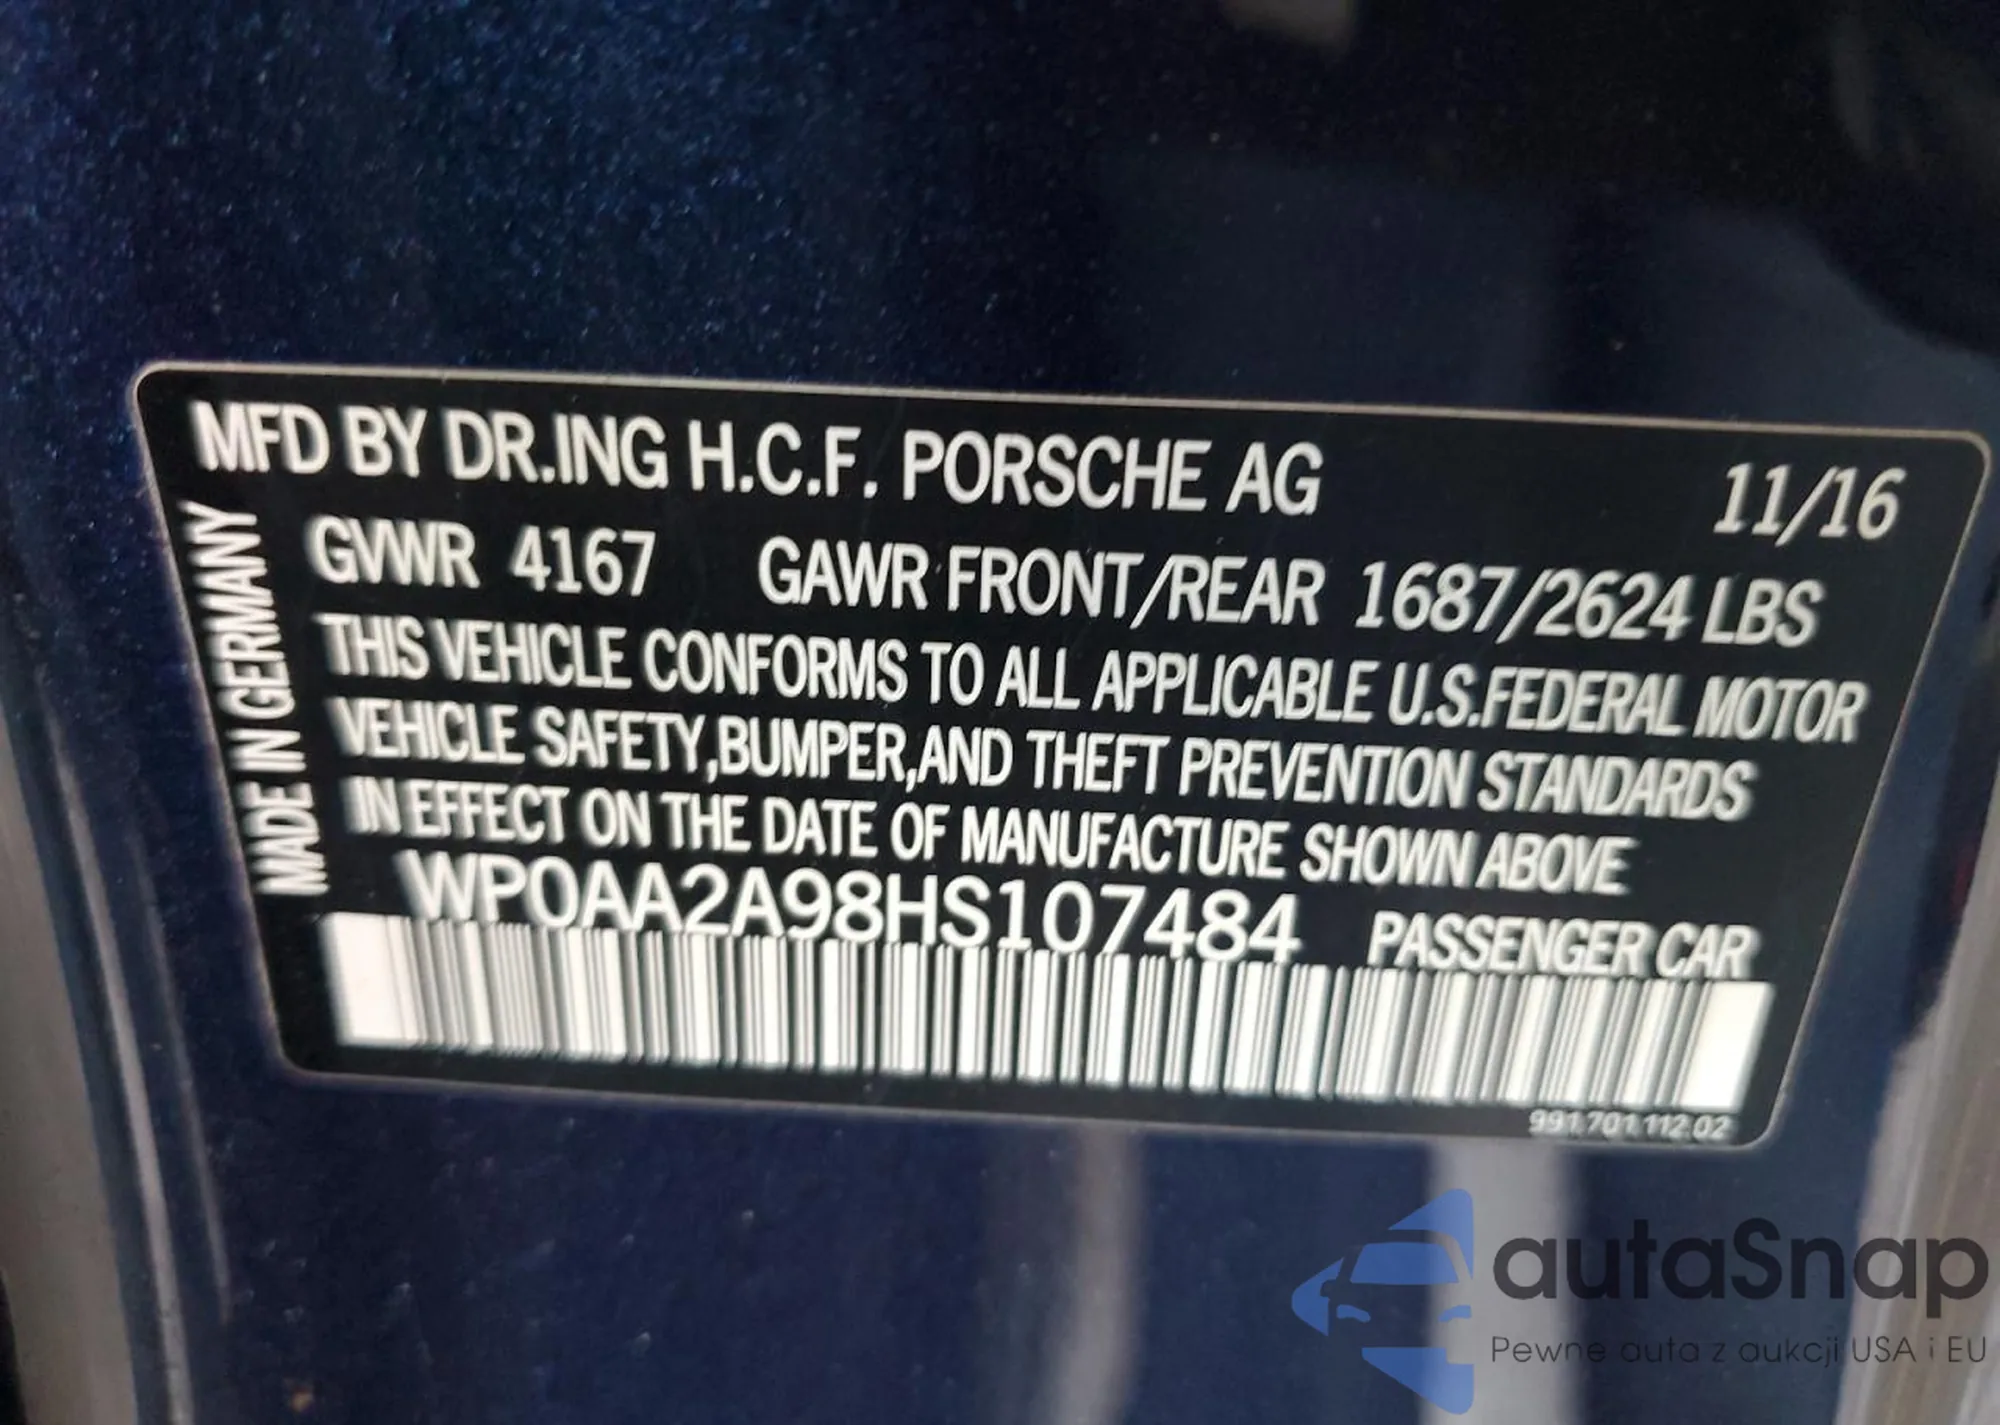 MFD BY DR.ING H.C.F. PORSCHE AG 11/16
GVWR 4167 GAWR FRONT/REAR 1687/2624 LBS
THIS VEHICLE CONFORMS TO ALL APPLICABLE U.S.FEDERAL MOTOR
VEHICLE SAFETY,BUMPER,AND THEFT PREVENTION STANDARDS
IN EFFECT ON THE DATE OF MANUFACTURE SHOWN ABOVE
WP0AA2A98HS107484 PASSENGER CAR
991.701.112.02
MADE IN GERMANY
autaSnap
Pewne auta z aukcji USA i EU